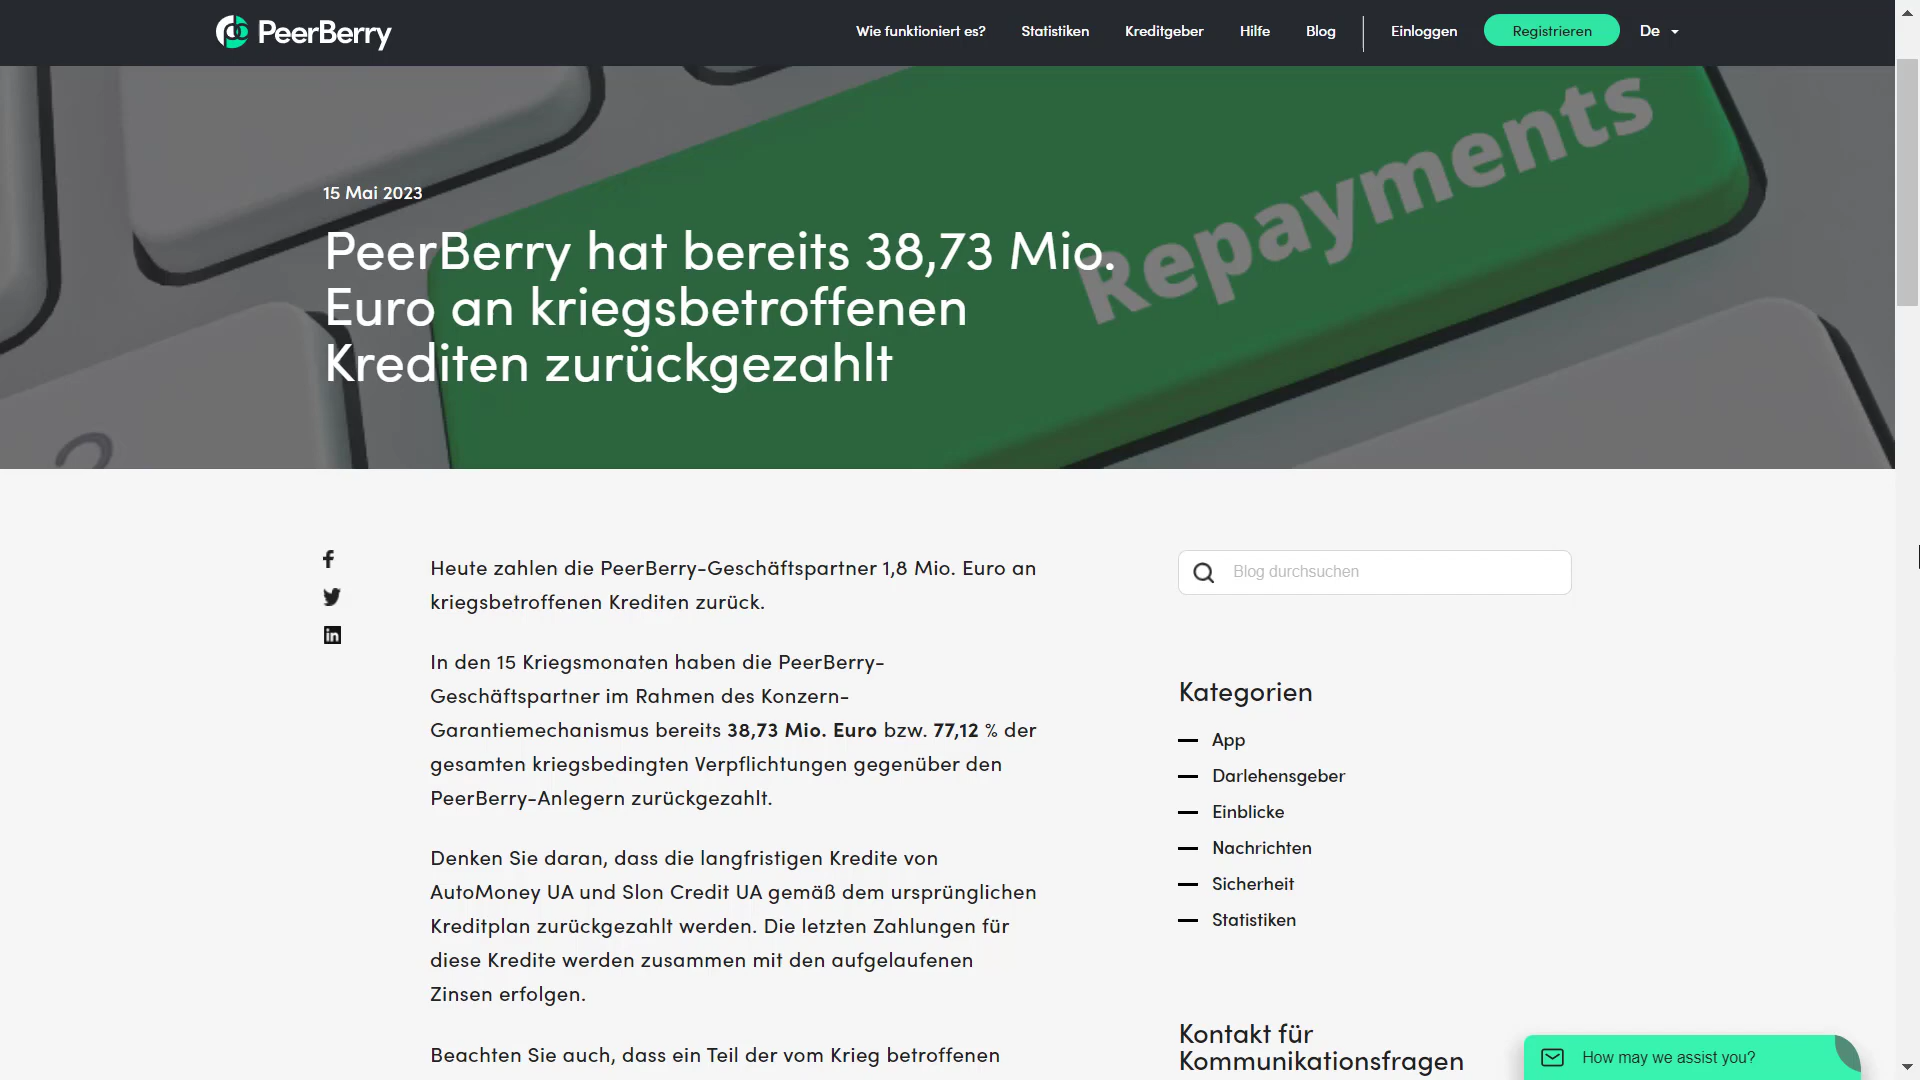 PeerBerry
Wie funktioniert es?
Statistiken
Kreditgeber
Hilfe
Blog
Einloggen
Registrieren
De
Repayments
15 Mai 2023
PeerBerry hat bereits 38,73 Mio.
Euro an kriegsbetroffenen
Krediten zurückgezahlt
Heute zahlen die PeerBerry-Geschäftspartner 1,8 Mio. Euro an
kriegsbetroffenen Krediten zurück.
In den 15 Kriegsmonaten haben die PeerBerry-
Geschäftspartner im Rahmen des Konzern-
Garantiemechanismus bereits 38,73 Mio. Euro bzw. 77,12 % der
gesamten kriegsbedingten Verpflichtungen gegenüber den
PeerBerry-Anlegern zurückgezahlt.
Denken Sie daran, dass die langfristigen Kredite von
AutoMoney UA und Slon Credit UA gemäß dem ursprünglichen
Kreditplan zurückgezahlt werden. Die letzten Zahlungen für
diese Kredite werden zusammen mit den aufgelaufenen
Zinsen erfolgen.
Beachten Sie auch, dass ein Teil der vom Krieg betroffenen
Blog durchsuchen
Kategorien
App
Darlehensgeber
Einblicke
Nachrichten
Sicherheit
Statistiken
Kontakt für
Kommunikationsfragen
How may we assist you?